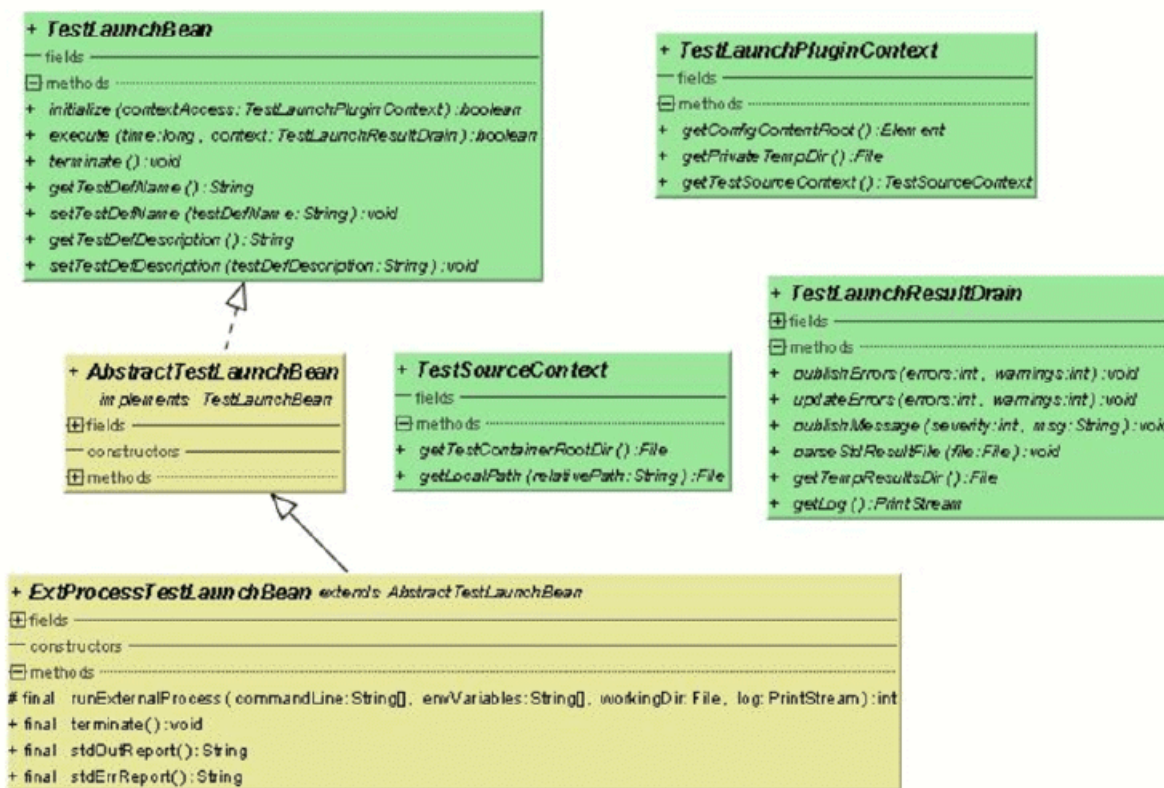 + TestLaunchBean
fields
methods
+ initialize (contextAccess: TestLaunchPluginContext) : boolean
+ execute (time:long , context: TestLaunchResultDrain) : boolean
+ terminate () : void
+ getTestDefName () : String
+ setTestDefName (testDefName: String) : void
+ getTestDefDescription () : String
+ setTestDefDescription (testDefDescription: String) : void
+ TestLaunchPluginContext
fields
methods
+ getConfigContentRoot () : Element
+ getPrivateTempDir () : File
+ getTestSourceContext () : TestSourceContext
+ TestLaunchResultDrain
fields
methods
+ publishErrors (errors:int , warnings:int) : void
+ updateErrors (errors:int , warnings:int) : void
+ publishMessage (severity:int , msg: String) : void
+ parseStdResultFile (file: File) : void
+ getTempResultsDir () : File
+ getLog () : PrintStream
+ AbstractTestLaunchBean
implements TestLaunchBean
fields
constructors
methods
+ TestSourceContext
fields
methods
+ getTestContainerRootDir () : File
+ getLocalPath (relativePath: String) : File
+ ExtProcessTestLaunchBean extends AbstractTestLaunchBean
fields
constructors
methods
# final runExternalProcess ( commandLine: String[] , envVariables: String[] , workingDir: File , log: PrintStream) : int
+ final terminate() : void
+ final stdOutReport() : String
+ final stdErrReport() : String